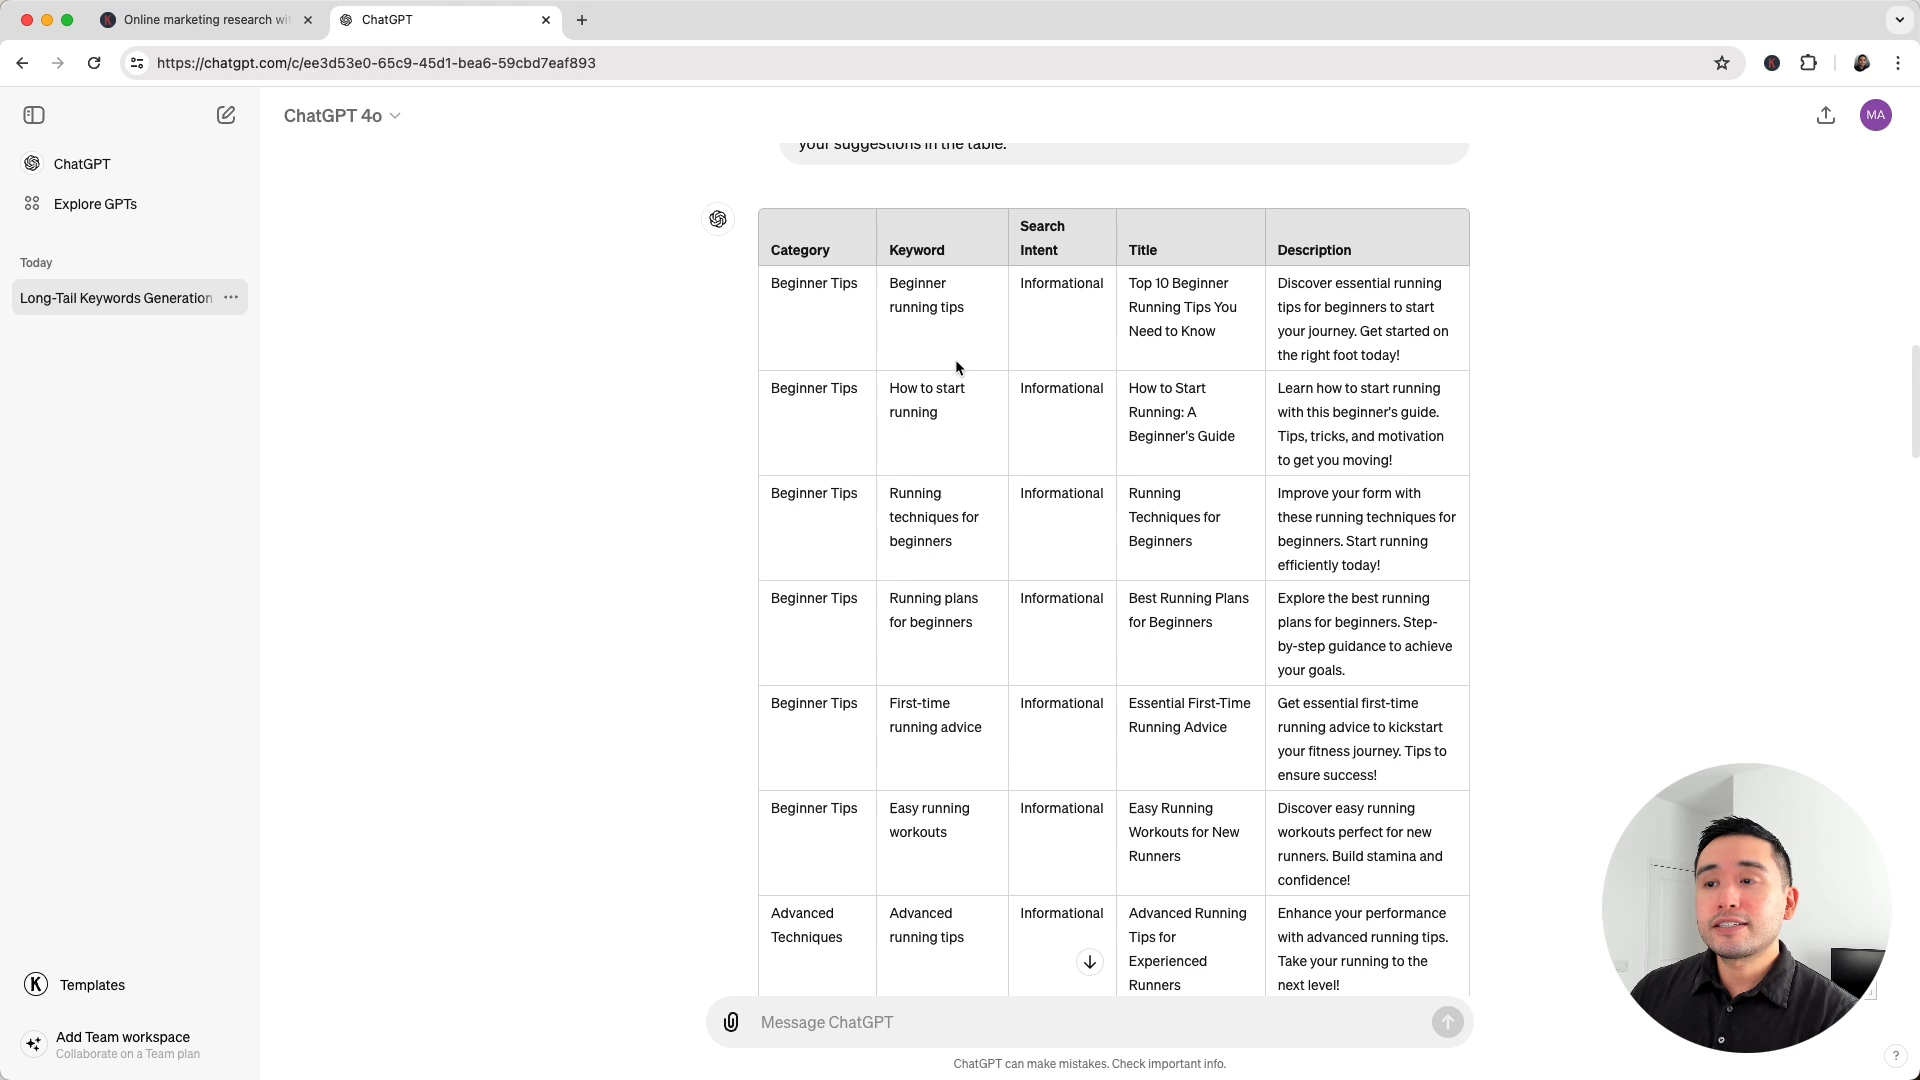 Online marketing research wit
ChatGPT
https://chatgpt.com/c/ee3d53e0-65c9-45d1-bea6-59cbd7eaf893
K
ChatGPT 4o
MA
ChatGPT
Explore GPTs
Today
Long-Tail Keywords Generation
Templates
K
Add Team workspace
Collaborate on a Team plan
your suggestions in the table.
Search
Category Keyword Intent Title Description
Beginner Tips Beginner Informational Top 10 Beginner Discover essential running
running tips Running Tips You tips for beginners to start
Need to Know your journey. Get started on
the right foot today!
Beginner Tips How to start Informational How to Start Learn how to start running
running Running: A with this beginner's guide.
Beginner's Guide Tips, tricks, and motivation
to get you moving!
Beginner Tips Running Informational Running Improve your form with
techniques for Techniques for these running techniques for
beginners Beginners beginners. Start running
efficiently today!
Beginner Tips Running plans Informational Best Running Plans Explore the best running
for beginners for Beginners plans for beginners. Step-
by-step guidance to achieve
your goals.
Beginner Tips First-time Informational Essential First-Time Get essential first-time
running advice Running Advice running advice to kickstart
your fitness journey. Tips to
ensure success!
Beginner Tips Easy running Informational Easy Running Discover easy running
workouts Workouts for New workouts perfect for new
Runners runners. Build stamina and
confidence!
Advanced Advanced Informational Advanced Running Enhance your performance
Techniques running tips Tips for with advanced running tips.
Experienced Take your running to the
Runners next level!
Message ChatGPT
ChatGPT can make mistakes. Check important info.
?